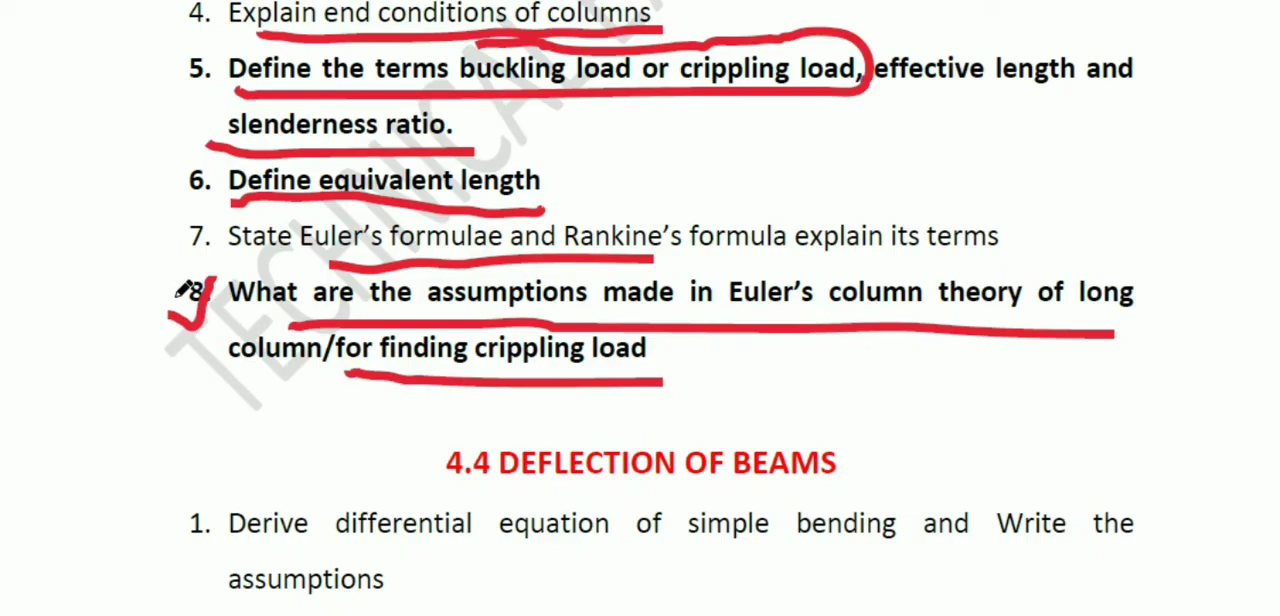 4. Explain end conditions of columns
5. Define the terms buckling load or crippling load, effective length and
slenderness ratio.
6. Define equivalent length
7. State Euler's formulae and Rankine's formula explain its terms
8. What are the assumptions made in Euler's column theory of long
column/for finding crippling load
4.4 DEFLECTION OF BEAMS
1. Derive differential equation of simple bending and Write the
assumptions
TECHNICAL